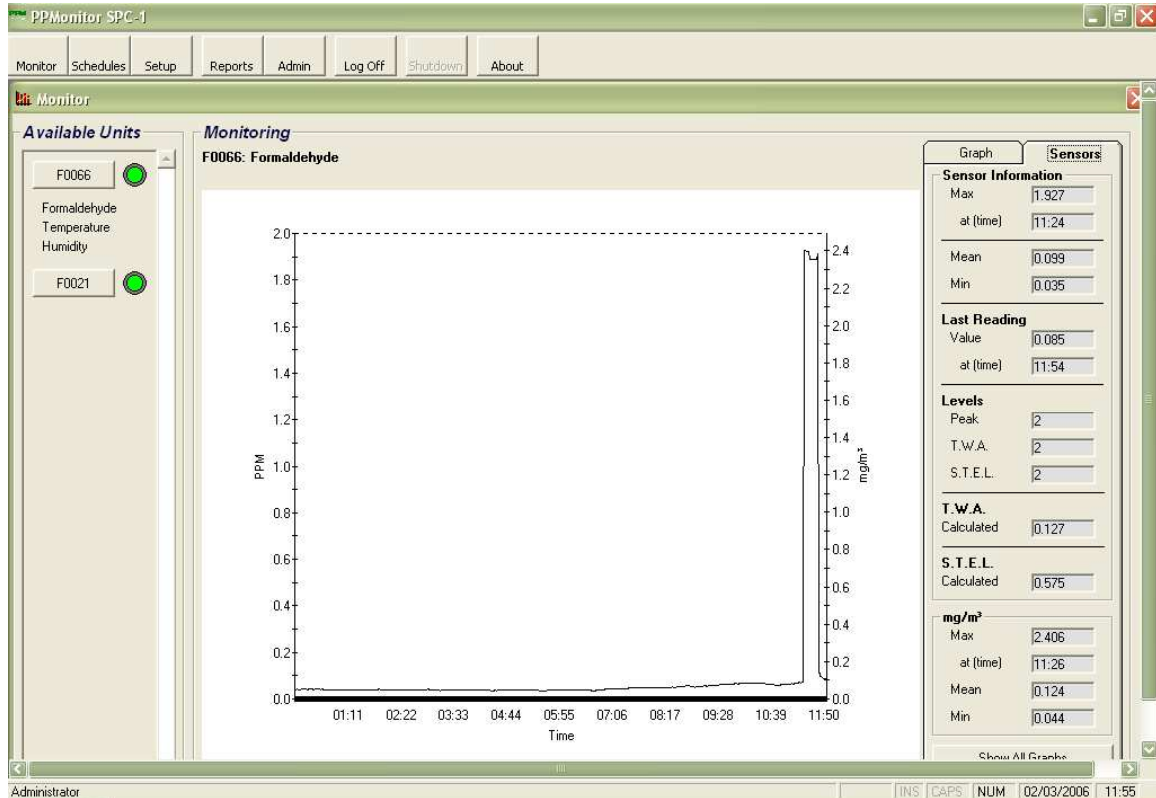 PPMonitor SPC-1
Monitor Schedules Setup Reports Admin Log Off Shutdown About
Monitor
Available Units
F0066
Formaldehyde
Temperature
Humidity
F0021
Monitoring
F0066: Formaldehyde
2.0
1.8
1.6
1.4
1.2
1.0
0.8
0.6
0.4
0.2
0.0
PPM
2.4
2.2
2.0
1.8
1.6
1.4
1.2
1.0
0.8
0.6
0.4
0.2
0.0
mg/m³
01:11 02:22 03:33 04:44 05:55 07:06 08:17 09:28 10:39 11:50
Time
Graph Sensors
Sensor Information
Max 1.927
at (time) 11:24
Mean 0.099
Min 0.035
Last Reading
Value 0.085
at (time) 11:54
Levels
Peak 2
T.W.A. 2
S.T.E.L. 2
T.W.A.
Calculated 0.127
S.T.E.L.
Calculated 0.575
mg/m³
Max 2.406
at (time) 11:26
Mean 0.124
Min 0.044
Show All Graphs
Administrator INS CAPS NUM 02/03/2006 11:55